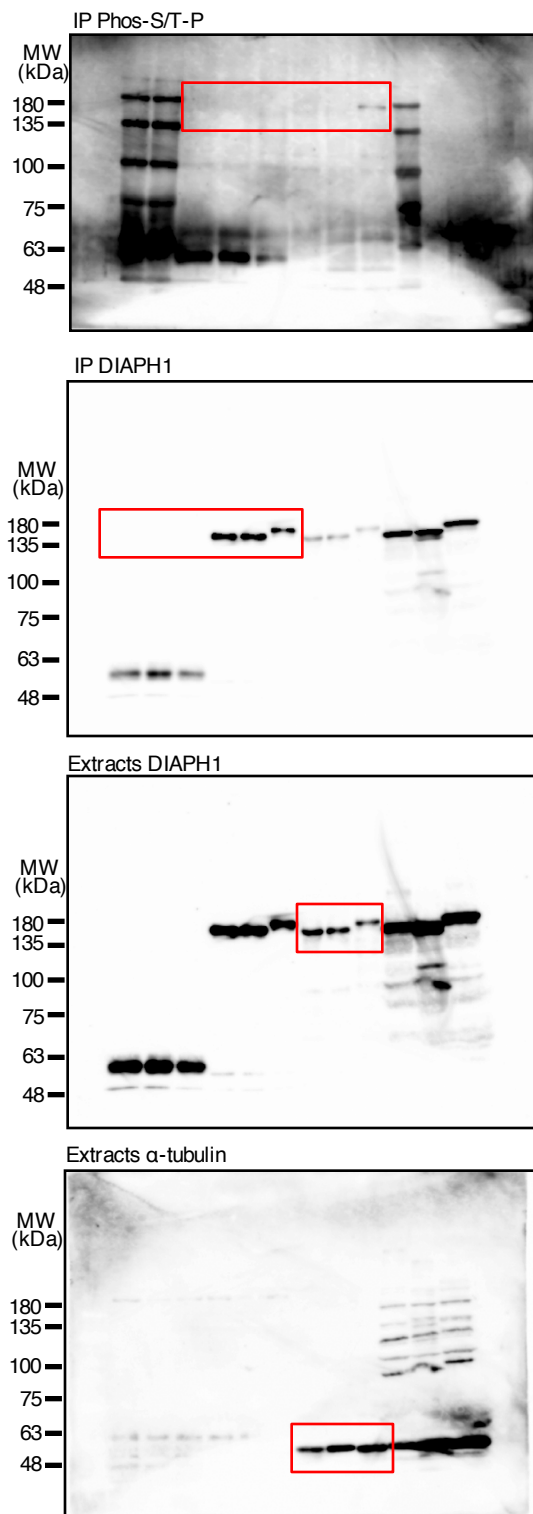 IP Phos-S/T-P
MW
(kDa)
180
135
100
75
63
48
IP DIAPH1
MW
(kDa)
180
135
100
75
63
48
Extracts DIAPH1
MW
(kDa)
180
135
100
75
63
48
Extracts α-tubulin
MW
(kDa)
180
135
100
75
63
48